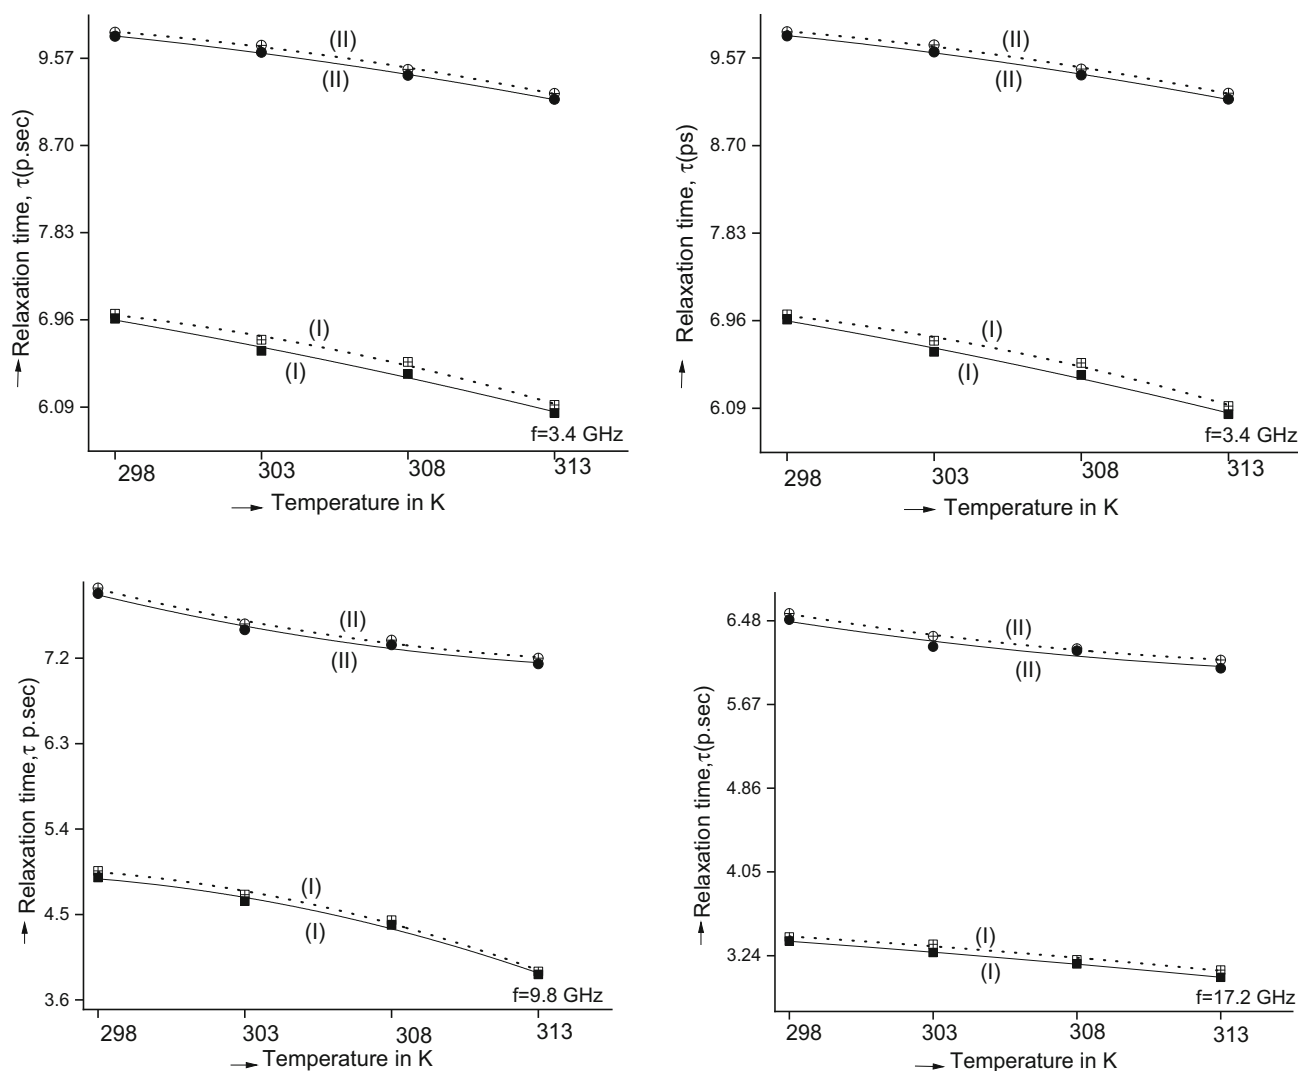 (II)
9.57
(II)
8.70
7.83
6.96
(I)
(I)
6.09
f=3.4 GHz
298
303
308
313
Relaxation time, τ(p.sec)
Temperature in K
(II)
9.57
(II)
8.70
7.83
6.96
(I)
(I)
6.09
f=3.4 GHz
298
303
308
313
Relaxation time, τ(ps)
Temperature in K
(II)
7.2
(II)
6.3
5.4
(I)
4.5
(I)
3.6
f=9.8 GHz
298
303
308
313
Relaxation time,τ p.sec)
Temperature in K
6.48
(II)
(II)
5.67
4.86
4.05
(I)
3.24
(I)
f=17.2 GHz
298
303
308
313
Relaxation time,τ(p.sec)
Temperature in K